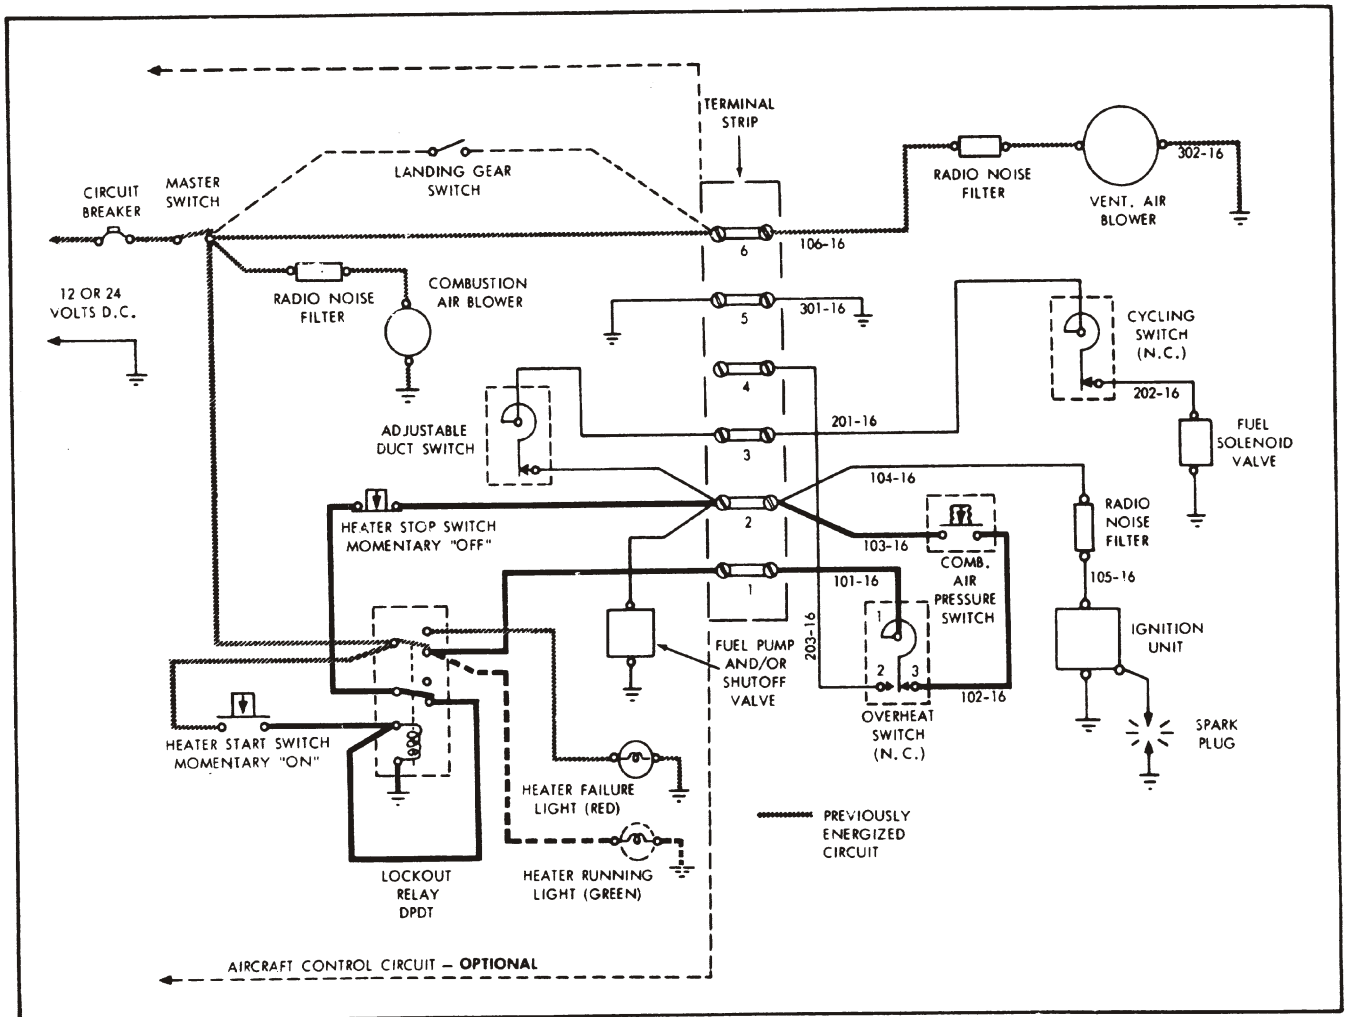 TERMINAL
STRIP
LANDING GEAR
SWITCH
CIRCUIT
BREAKER
MASTER
SWITCH
RADIO NOISE
FILTER
302-16
VENT. AIR
BLOWER
6
106-16
12 OR 24
VOLTS D.C.
RADIO NOISE
FILTER
COMBUSTION
AIR BLOWER
5
301-16
CYCLING
SWITCH
(N.C.)
4
202-16
ADJUSTABLE
DUCT SWITCH
3
201-16
FUEL
SOLENOID
VALVE
104-16
HEATER STOP SWITCH
MOMENTARY "OFF"
2
103-16
RADIO
NOISE
FILTER
COMB.
AIR
PRESSURE
SWITCH
105-16
1
101-16
FUEL PUMP
AND/OR
SHUTOFF
VALVE
203-16
1
2
3
102-16
OVERHEAT
SWITCH
(N.C.)
IGNITION
UNIT
SPARK
PLUG
HEATER START SWITCH
MOMENTARY "ON"
HEATER FAILURE
LIGHT (RED)
PREVIOUSLY
ENERGIZED
CIRCUIT
LOCKOUT
RELAY
DPDT
HEATER RUNNING
LIGHT (GREEN)
AIRCRAFT CONTROL CIRCUIT – OPTIONAL